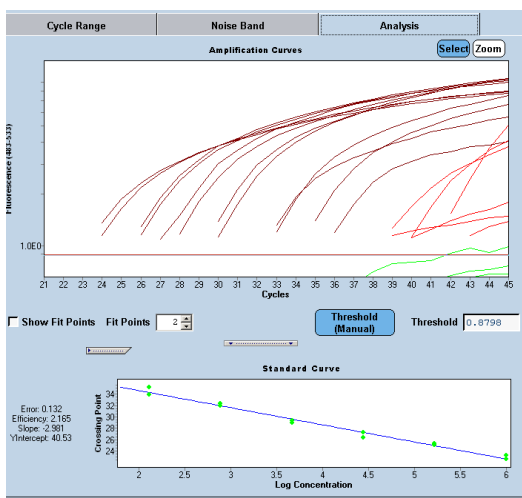 Cycle Range Noise Band Analysis
Amplification Curves Select Zoom
Fluorescence (483-533)
1.0E0
21 22 23 24 25 26 27 28 29 30 31 32 33 34 35 36 37 38 39 40 41 42 43 44 45
Cycles
Show Fit Points Fit Points 2 Threshold (Manual) Threshold 0.8798
Standard Curve
Error: 0.132
Efficiency: 2.165
Slope: -2.981
YIntercept: 40.53
Crossing Point
34
32
30
28
26
24
2 2.5 3 3.5 4 4.5 5 5.5 6
Log Concentration